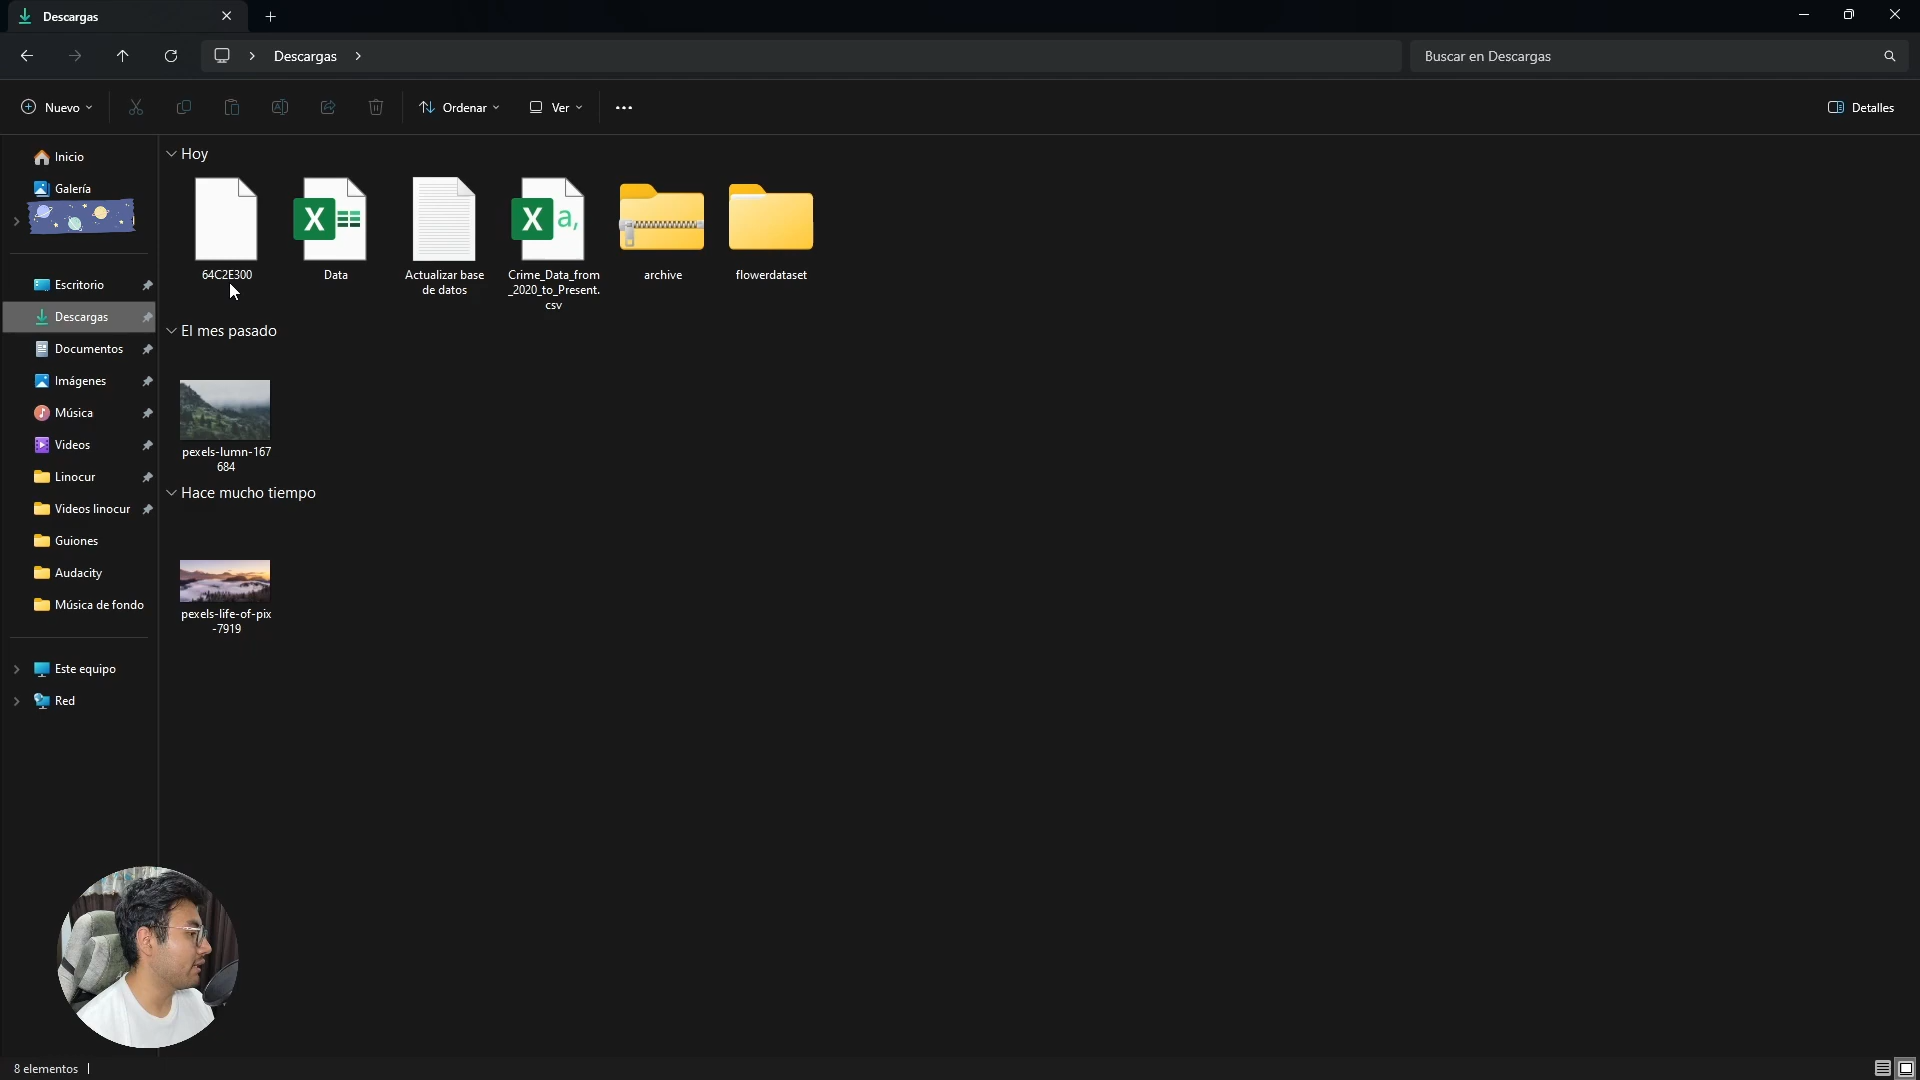 Descargas
Descargas
Buscar en Descargas
Nuevo
Ordenar
Ver
Detalles
Inicio
Galería
Escritorio
Descargas
Documentos
Imágenes
Música
Videos
Linocur
Videos linocur
Guiones
Audacity
Música de fondo
Este equipo
Red
Hoy
64C2E300
Data
Actualizar base
de datos
Crime_Data_from
_2020_to_Present.
csv
archive
flowerdataset
El mes pasado
pexels-lumn-167
684
Hace mucho tiempo
pexels-life-of-pix
-7919
8 elementos